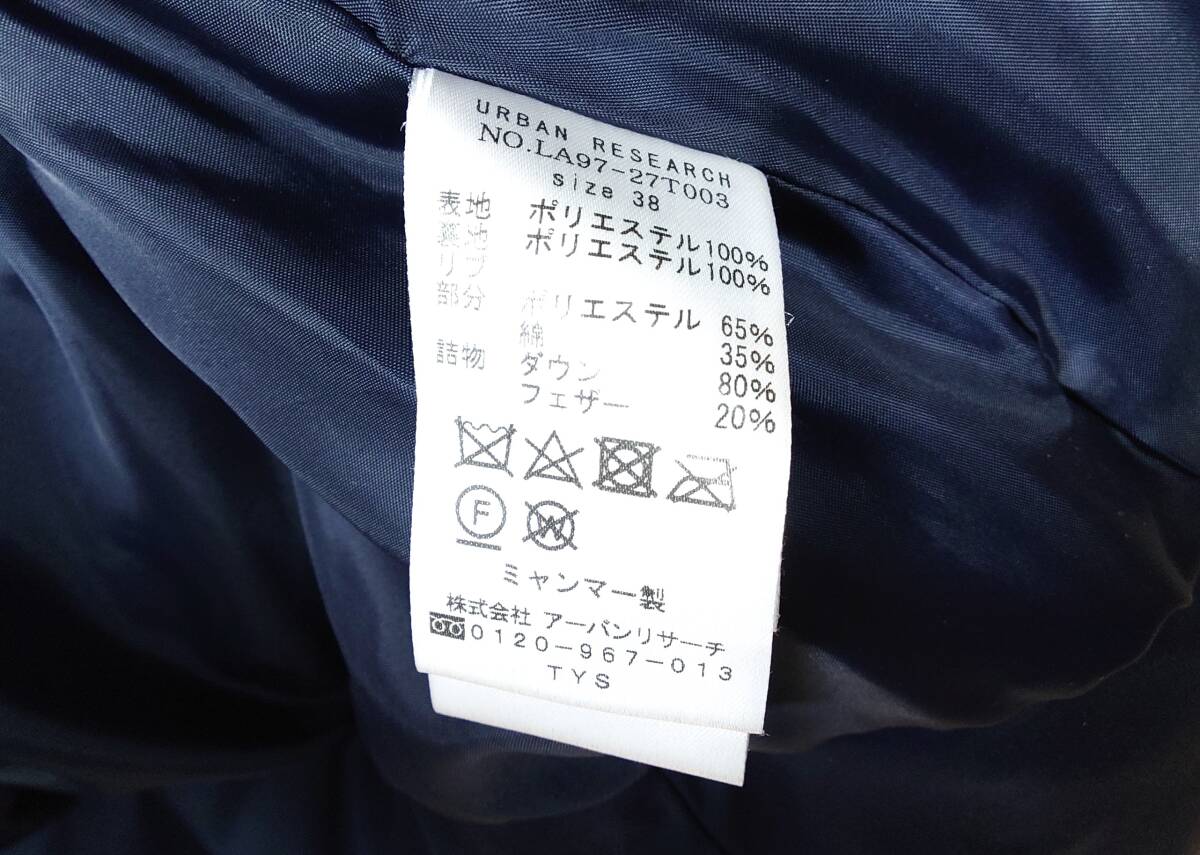 URBAN RESEARCH
NO.LA97-27T003
size 38
表地 ポリエステル100%
裏地 ポリエステル100%
リブ
部分 ポリエステル 65%
綿 35%
詰物 ダウン 80%
フェザー 20%
F
W
ミャンマー製
株式会社 アーバンリサーチ
0120-967-013
TYS